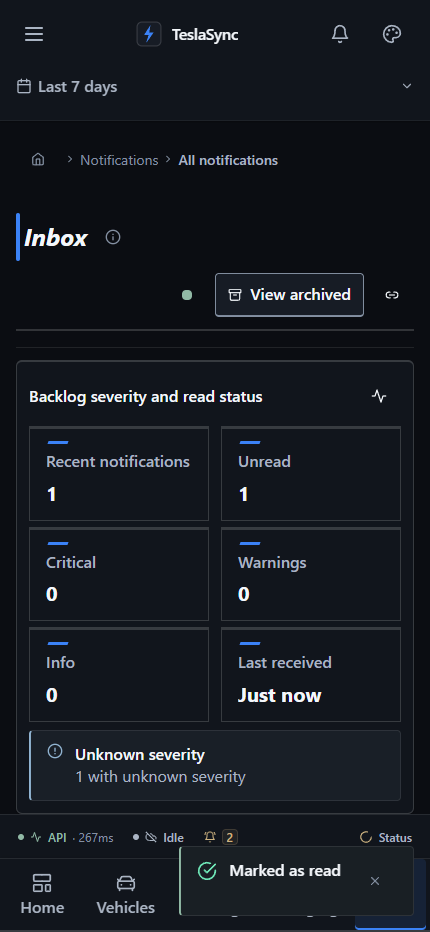 TeslaSync
Last 7 days
Notifications
All notifications
Inbox
View archived
Backlog severity and read status
Recent notifications
1
Unread
1
Critical
0
Warnings
0
Info
0
Last received
Just now
Unknown severity
1 with unknown severity
API · 267ms
Idle
2
Status
Marked as read
Home
Vehicles